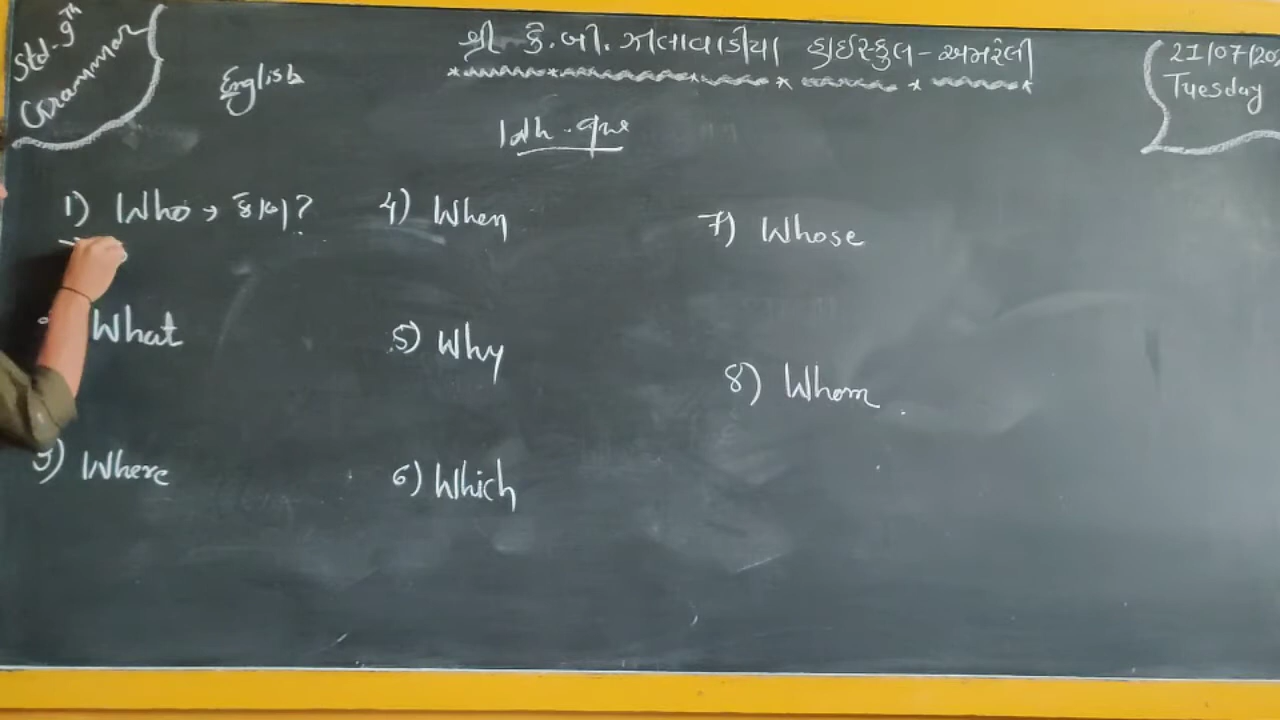 Std-9th
Grammar
English
શ્રી કે.બી. ઝાલાવાડીયા હાઈસ્કુલ - અમરેલી
21/07/20
Tuesday
Wh-que
1) Who → કોણ?
What
3) Where
4) When
5) Why
6) Which
7) Whose
8) Whom